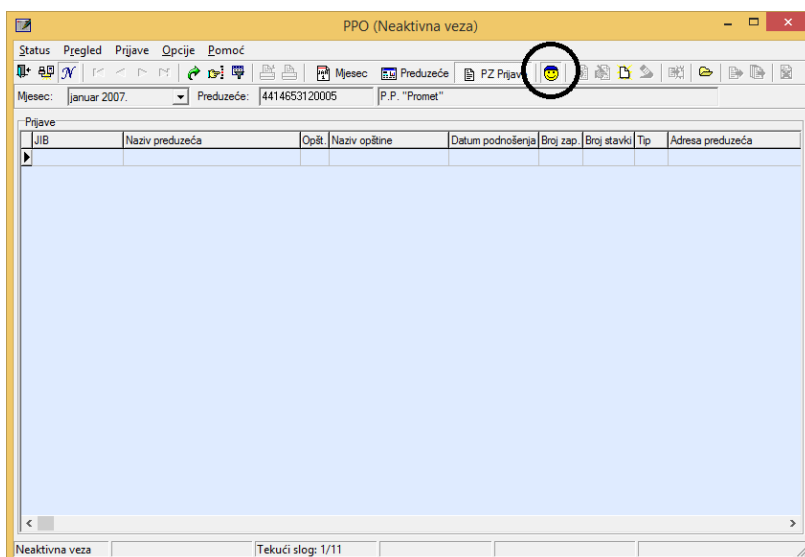 PPO (Neaktivna veza)
Status Pregled Prijave Opcije Pomoć
Mjesec Preduzeće PZ Prijave
Mjesec: januar 2007. Preduzeće: 4414653120005 P.P. "Promet"
Prijave
JIB Naziv preduzeća Opšt. Naziv opštine Datum podnošenja Broj zap. Broj stavki Tip Adresa preduzeća
Neaktivna veza Tekući slog: 1/11